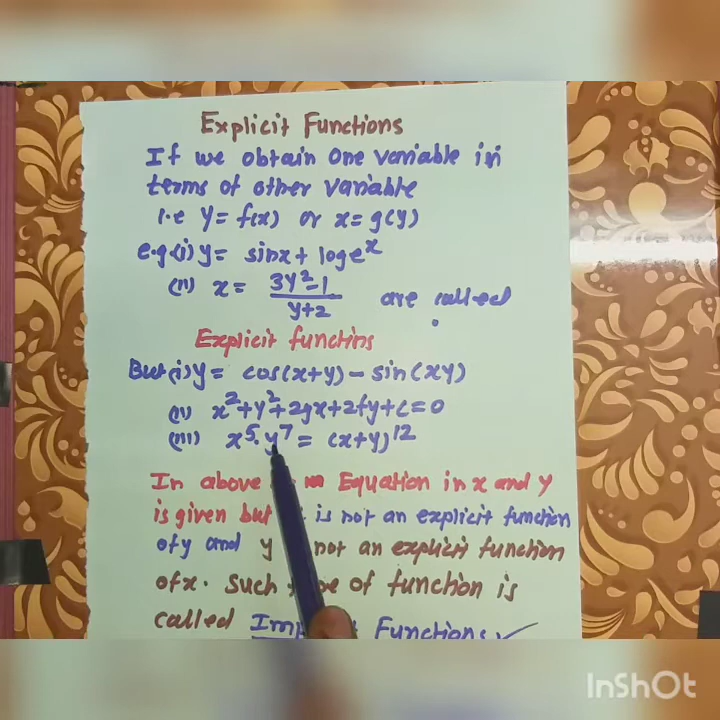 Explicit Functions
If we obtain One variable in
terms of other variable
i.e y = f(x) or x = g(y)
e.g (i) y = sinx + loge^x
(ii) x = 3y²-1 / y+2 are called
Explicit functins
But (i) y = cos(x+y) - sin(xy)
(ii) x²+y²+2gx+2fy+c=0
(iii) x⁵.y⁷ = (x+y)¹²
In above Equation in x and y
is given but is not an explicit function
of y and y not an explicit function
of x. Such of function is
called Functions
InShOt